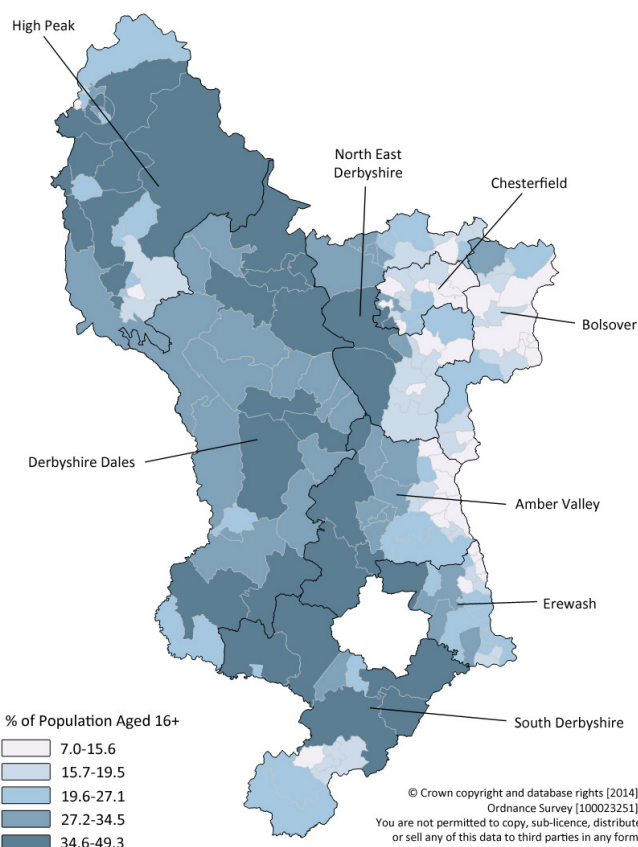 High Peak
North East
Derbyshire
Chesterfield
Bolsover
Derbyshire Dales
Amber Valley
Erewash
South Derbyshire
% of Population Aged 16+
7.0-15.6
15.7-19.5
19.6-27.1
27.2-34.5
34.6-49.3
© Crown copyright and database rights [2014]
Ordnance Survey [100023251]
You are not permitted to copy, sub-licence, distribute
or sell any of this data to third parties in any form